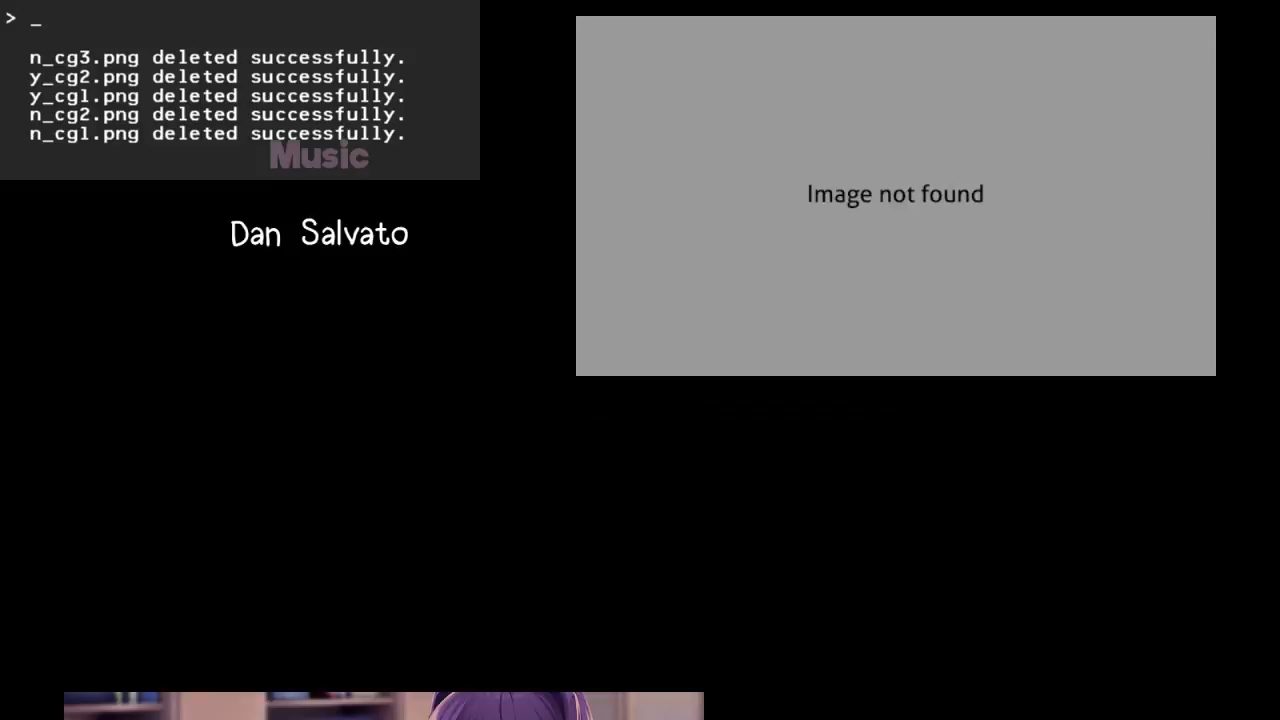 > _
n_cg3.png deleted successfully.
y_cg2.png deleted successfully.
y_cg1.png deleted successfully.
n_cg2.png deleted successfully.
n_cg1.png deleted successfully.
Music
Dan Salvato
Image not found